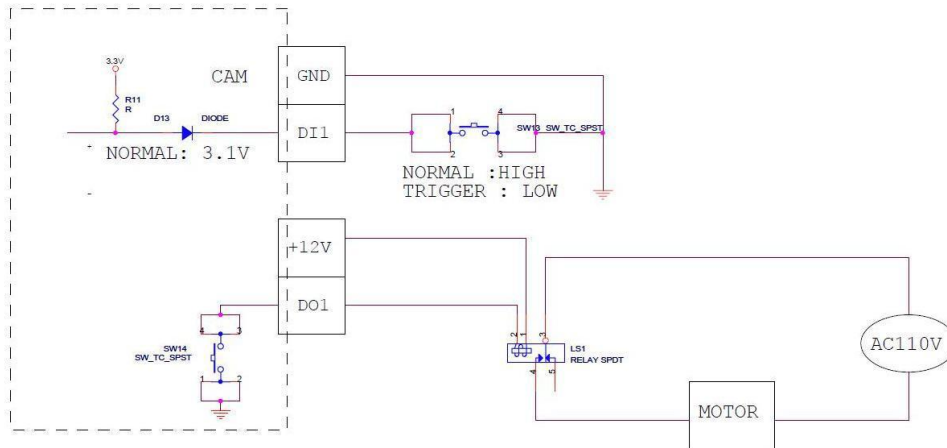 3.3V
R11
R
CAM
GND
D13
DIODE
DI1
NORMAL: 3.1V
-
-
1
4
SW13 SW_TC_SPST
2
3
NORMAL :HIGH
TRIGGER : LOW
+12V
DO1
4
3
SW14
SW_TC_SPST
1
2
2
1
3
LS1
RELAY SPDT
4
5
AC110V
MOTOR